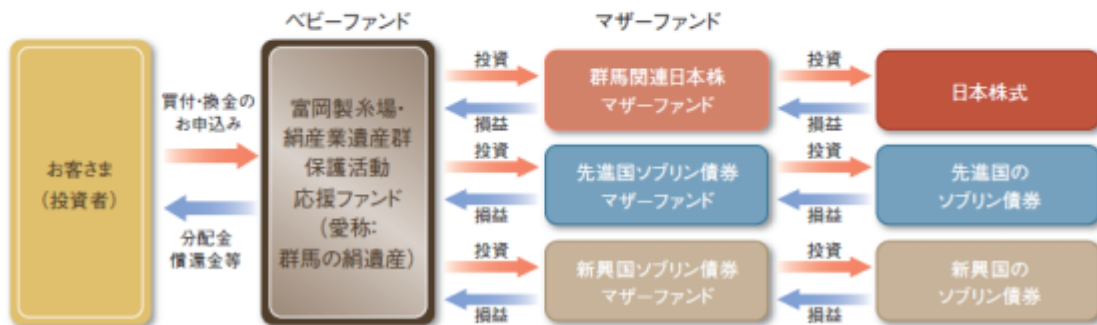 ベビーファンド
マザーファンド
お客さま
(投資者)
買付・換金の
お申込み
分配金
償還金等
富岡製糸場・
絹産業遺産群
保護活動
応援ファンド
(愛称:
群馬の絹遺産)
投資
損益
群馬関連日本株
マザーファンド
投資
損益
日本株式
投資
損益
先進国ソブリン債券
マザーファンド
投資
損益
先進国の
ソブリン債券
投資
損益
新興国ソブリン債券
マザーファンド
投資
損益
新興国の
ソブリン債券